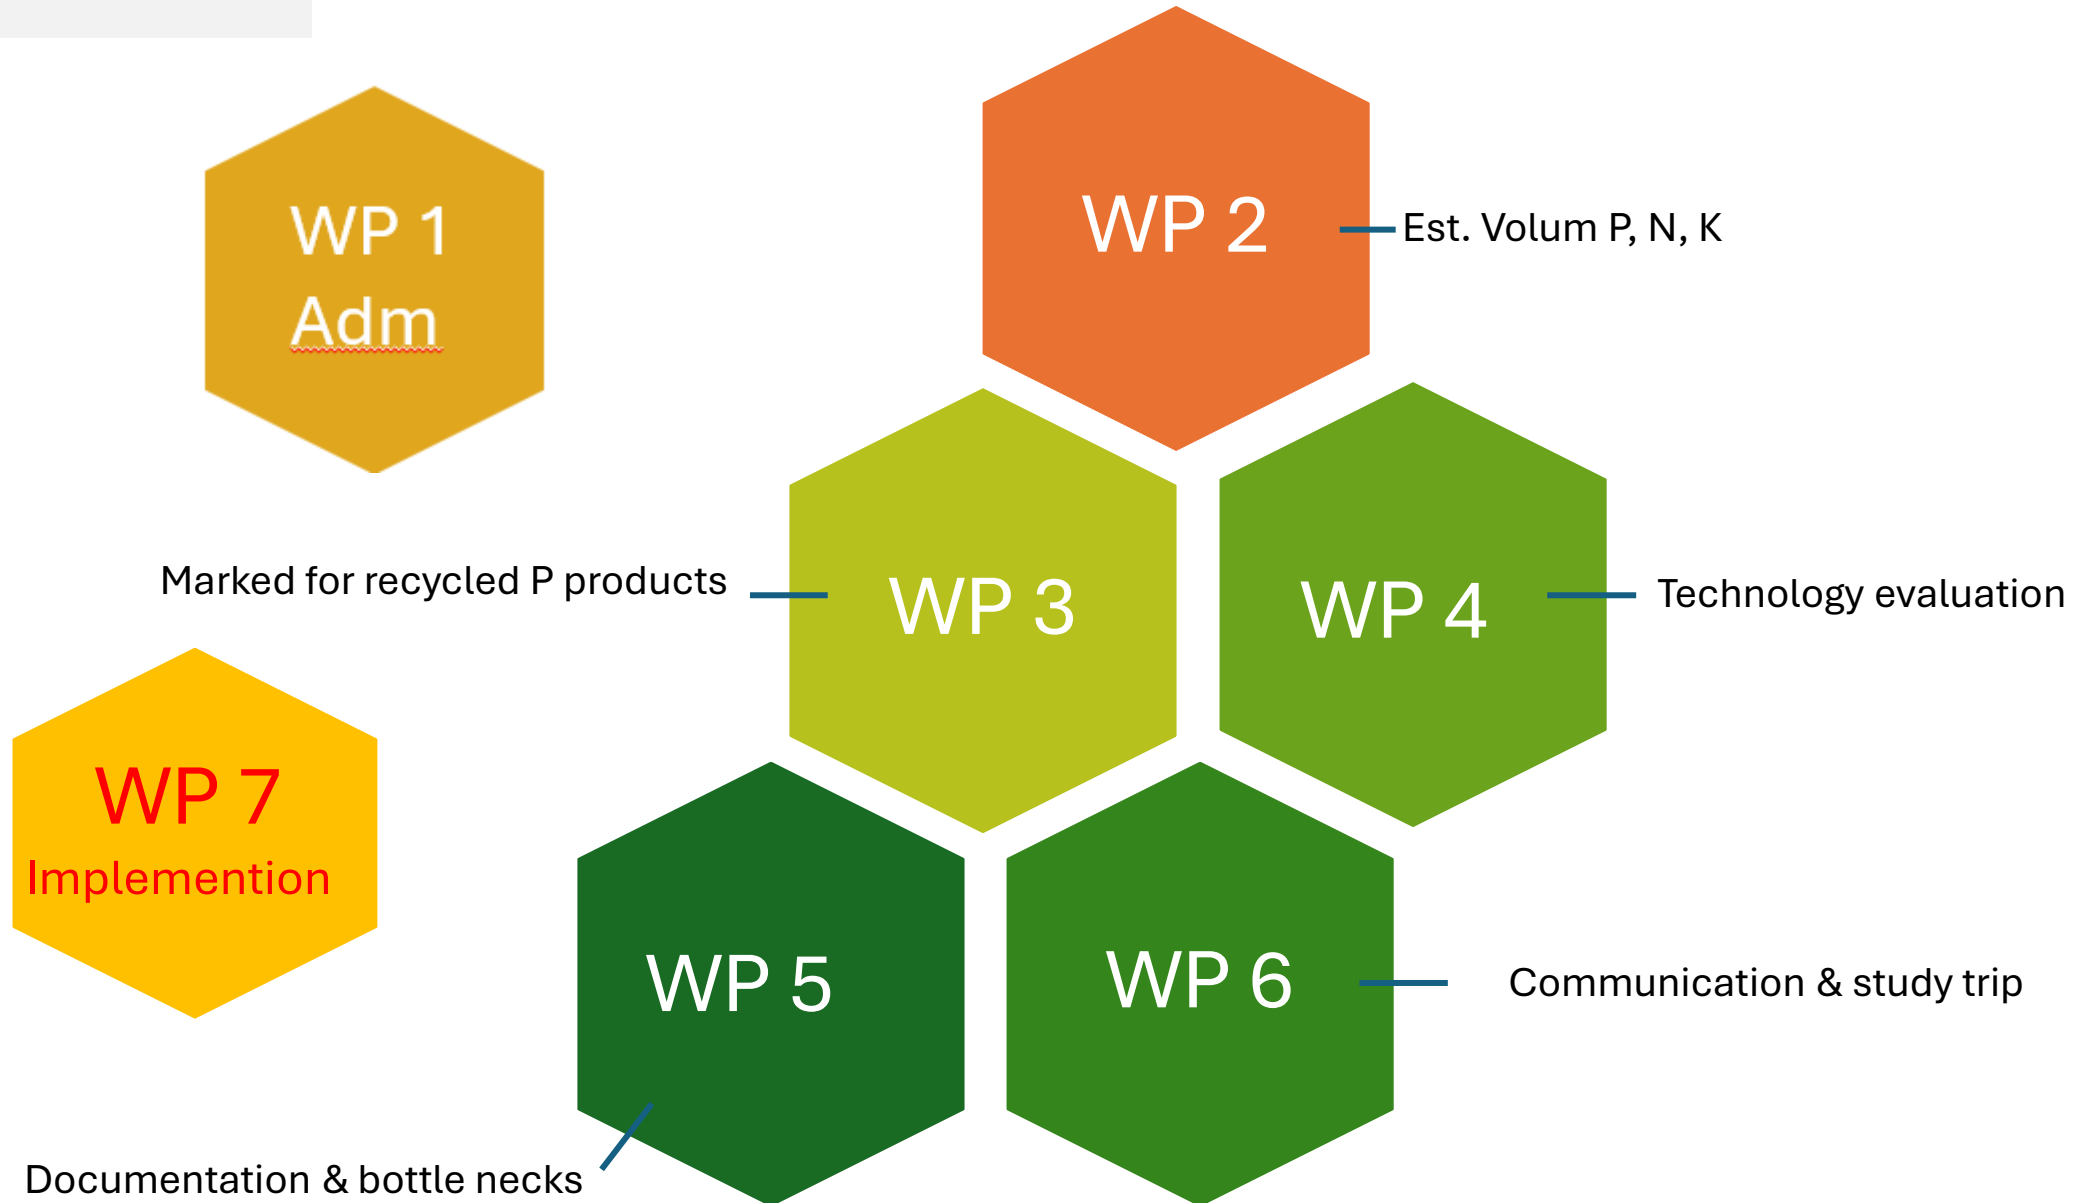 WP 1
Adm
WP 2
Est. Volum P, N, K
Marked for recycled P products
WP 3
WP 4
Technology evaluation
WP 7
Implemention
WP 5
WP 6
Communication & study trip
Documentation & bottle necks